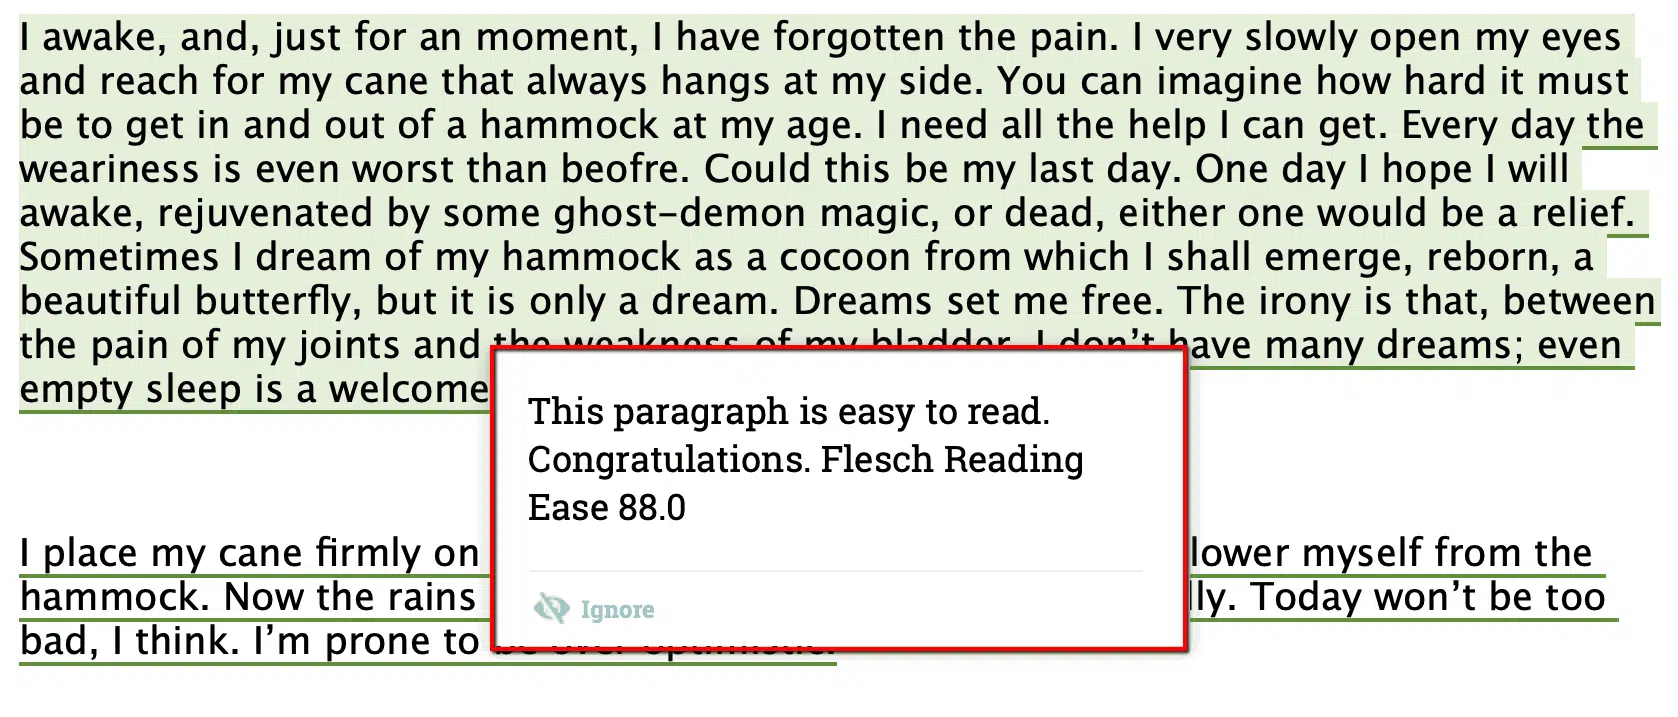 I awake, and, just for an moment, I have forgotten the pain. I very slowly open my eyes
and reach for my cane that always hangs at my side. You can imagine how hard it must
be to get in and out of a hammock at my age. I need all the help I can get. Every day the
weariness is even worst than beofre. Could this be my last day. One day I hope I will
awake, rejuvenated by some ghost-demon magic, or dead, either one would be a relief.
Sometimes I dream of my hammock as a cocoon from which I shall emerge, reborn, a
beautiful butterfly, but it is only a dream. Dreams set me free. The irony is that, between
the pain of my joints and the weakness of my bladder, I don't have many dreams; even
empty sleep is a welcome
This paragraph is easy to read.
Congratulations. Flesch Reading
Ease 88.0
Ignore
I place my cane firmly on lower myself from the
hammock. Now the rains lly. Today won't be too
bad, I think. I'm prone to be over optimistic.